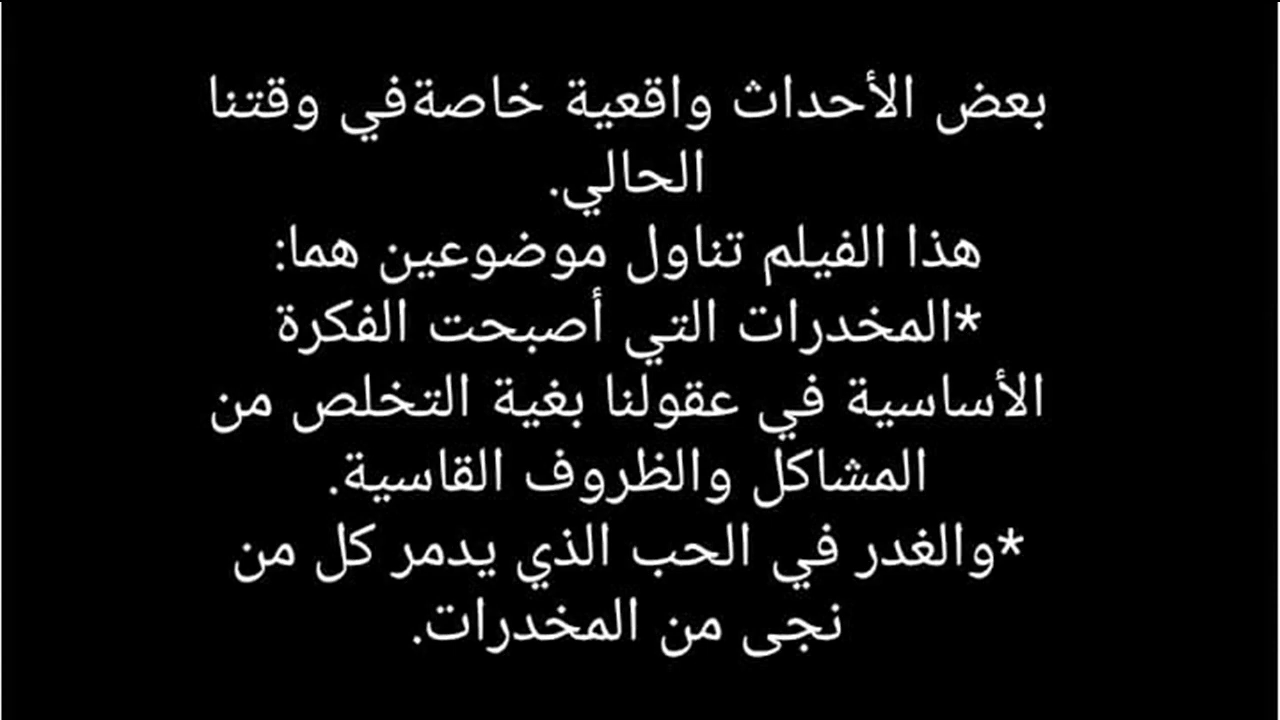 بعض الأحداث واقعية خاصةفي وقتنا
الحالي.
هذا الفيلم تناول موضوعين هما:
*المخدرات التي أصبحت الفكرة
الأساسية في عقولنا بغية التخلص من
المشاكل والظروف القاسية.
*والغدر في الحب الذي يدمر كل من
نجى من المخدرات.